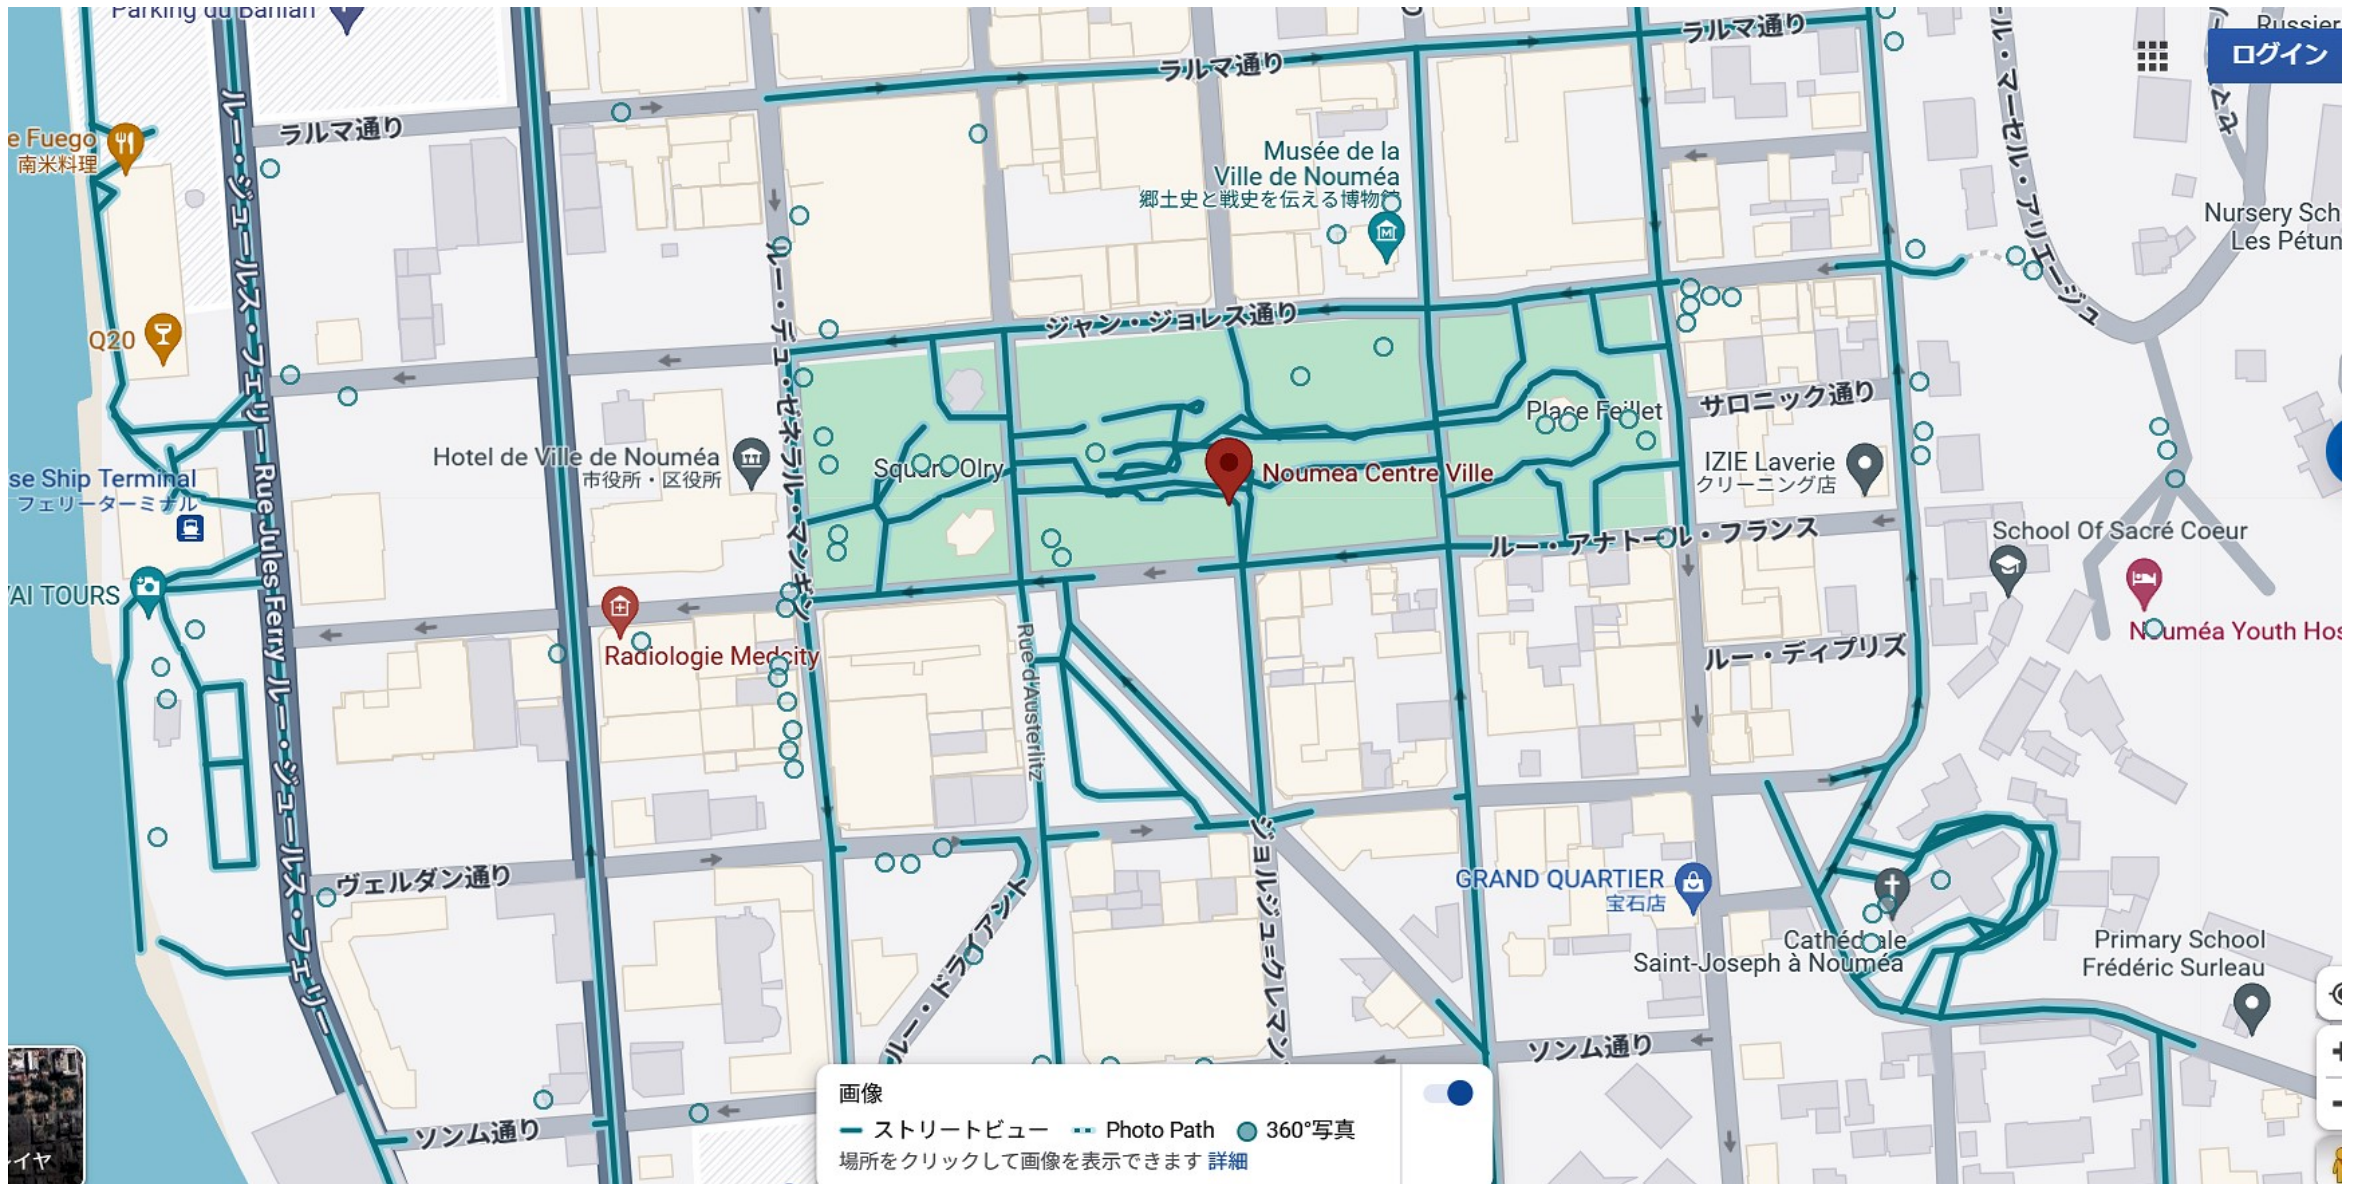 Parking du Banian
Russier
ラルマ通り
ログイン
ラルマ通り
ラルマ通り
ルー・ジュールス・フェリー
ル・マーセル・アリエージュ
e Fuego
南米料理
Musée de la
Ville de Nouméa
郷土史と戦史を伝える博物館
Nursery Sch
Les Pétun
Q20
ルー・デュ・ゼネラル・マンギン
ジャン・ジョレス通り
サロニック通り
Place Feillet
Hotel de Ville de Nouméa
市役所・区役所
Square Olry
Noumea Centre Ville
IZIE Laverie
クリーニング店
se Ship Terminal
フェリーターミナル
Rue Jules Ferry
ルー・アナトール・フランス
School Of Sacré Coeur
AI TOURS
Radiologie Medcity
Rue d'Austerlitz
ルー・ディプリズ
Nouméa Youth Hos
ルー・ジュールス・フェリー
ヴェルダン通り
ルー・ドライアント
ジョルジュ=クレマン
GRAND QUARTIER
宝石店
Cathédrale
Saint-Joseph à Nouméa
Primary School
Frédéric Surleau
ソンム通り
ソンム通り
画像
ストリートビュー Photo Path 360°写真
場所をクリックして画像を表示できます 詳細
イヤ